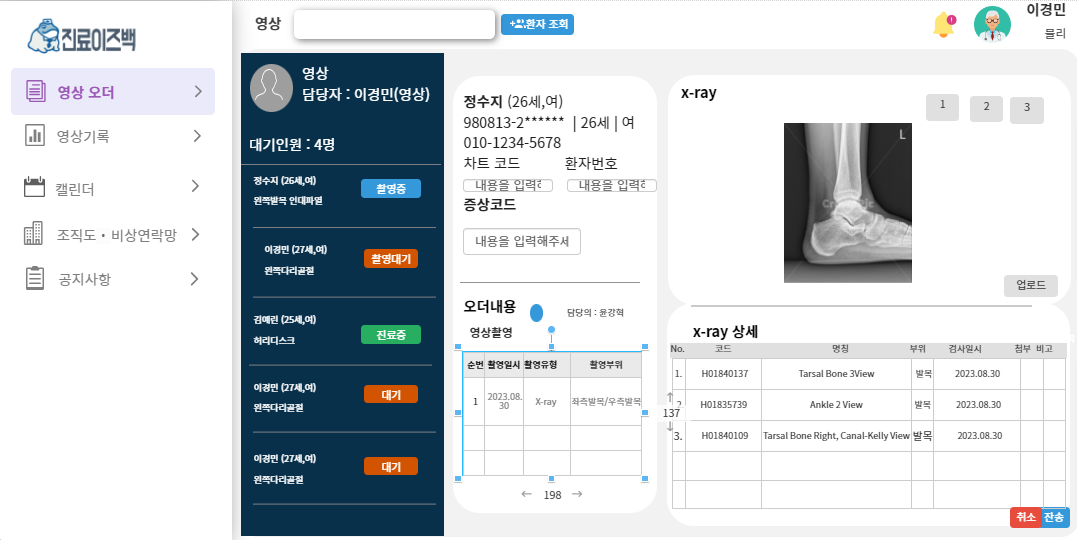 진료이즈백
영상 오더
영상기록
캘린더
조직도 · 비상연락망
공지사항
영상
환자 조회
이경민
물리
영상
담당자 : 이경민(영상)
대기인원 : 4명
정수지 (26세,여)
왼쪽발목 인대파열
촬영중
이경민 (27세,여)
왼쪽다리골절
촬영대기
김예린 (25세,여)
허리디스크
진료중
이경민 (27세,여)
왼쪽다리골절
대기
이경민 (27세,여)
왼쪽다리골절
대기
정수지 (26세,여)
980813-2****** | 26세 | 여
010-1234-5678
차트 코드 환자번호
내용을 입력 내용을 입력
증상코드
내용을 입력해주세
오더내용
담당의 : 윤강혁
영상촬영
순번 촬영일시 촬영유형 촬영부위
1 2023.08.30 X-ray 좌측발목/우측발목
← 198 →
x-ray
1 2 3
L
업로드
x-ray 상세
No. 코드 명칭 부위 검사일시 첨부 비고
1. H01840137 Tarsal Bone 3View 발목 2023.08.30
2 H01835739 Ankle 2 View 발목 2023.08.30
137
3. H01840109 Tarsal Bone Right, Canal-Kelly View 발목 2023.08.30
취소 잔송